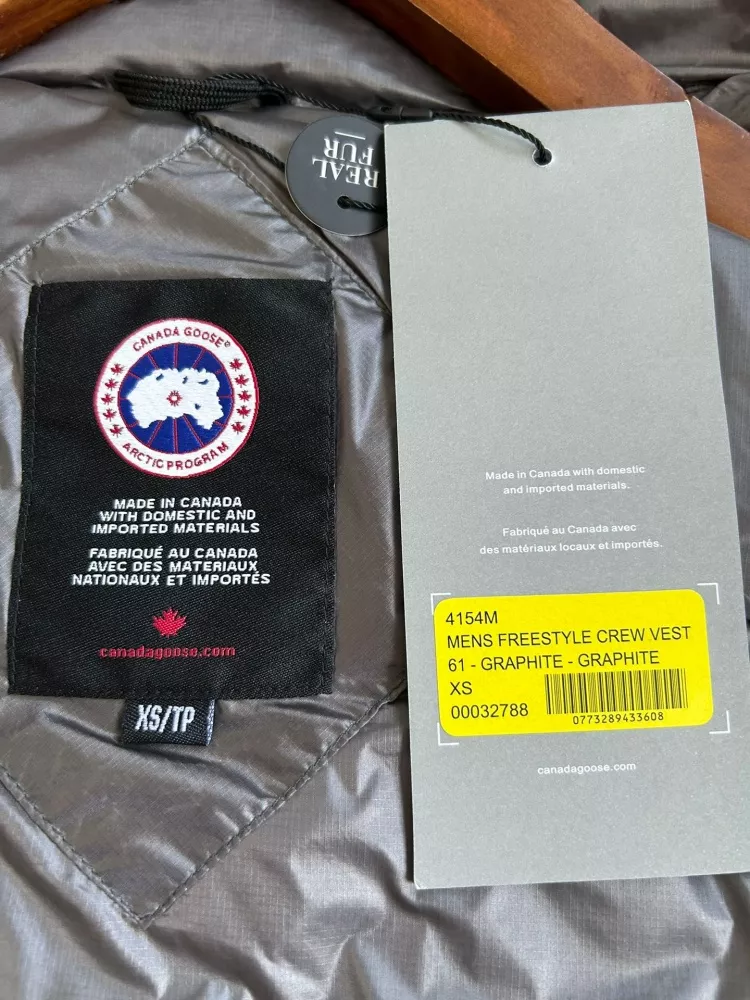 REAL
FUR
CANADA GOOSE®
ARCTIC PROGRAM
MADE IN CANADA
WITH DOMESTIC AND
IMPORTED MATERIALS
FABRIQUÉ AU CANADA
AVEC DES MATERIAUX
NATIONAUX ET IMPORTÉS
canadagoose.com
XS/TP
Made in Canada with domestic
and imported materials.
Fabriqué au Canada avec
des matériaux locaux et importés.
4154M
MENS FREESTYLE CREW VEST
61 - GRAPHITE - GRAPHITE
XS
00032788
0773289433608
canadagoose.com